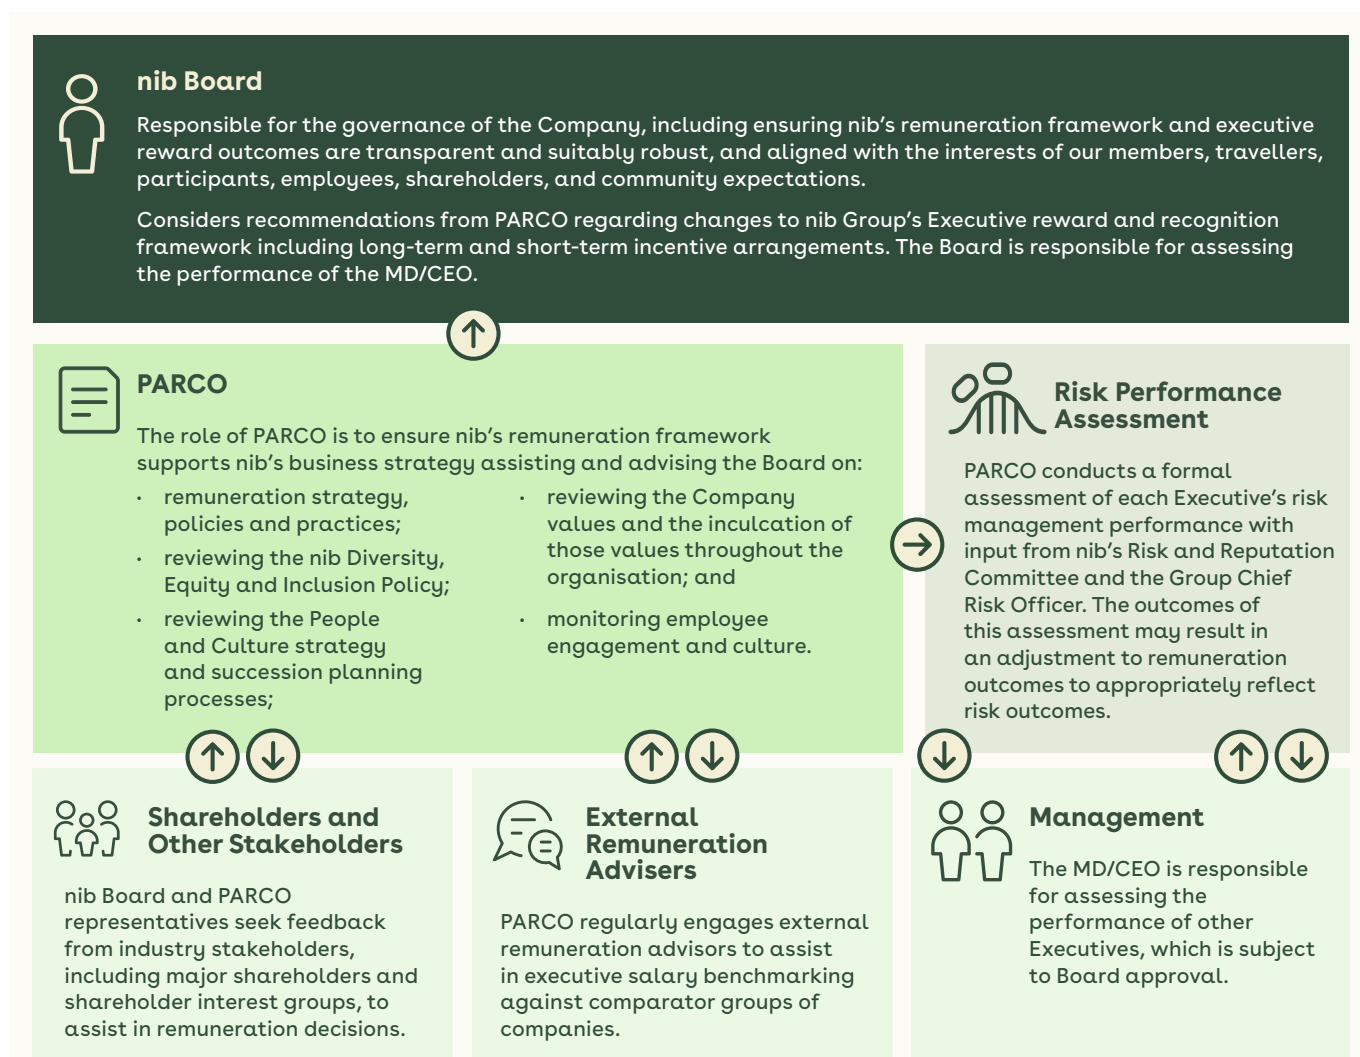 nib Board
Responsible for the governance of the Company, including ensuring nib’s remuneration framework and executive
reward outcomes are transparent and suitably robust, and aligned with the interests of our members, travellers,
participants, employees, shareholders, and community expectations.
Considers recommendations from PARCO regarding changes to nib Group’s Executive reward and recognition
framework including long-term and short-term incentive arrangements. The Board is responsible for assessing
the performance of the MD/CEO.
PARCO
The role of PARCO is to ensure nib’s remuneration framework
supports nib’s business strategy assisting and advising the Board on:
· remuneration strategy,
policies and practices;
· reviewing the nib Diversity,
Equity and Inclusion Policy;
· reviewing the People
and Culture strategy
and succession planning
processes;
· reviewing the Company
values and the inculcation of
those values throughout the
organisation; and
· monitoring employee
engagement and culture.
Risk Performance
Assessment
PARCO conducts a formal
assessment of each Executive’s risk
management performance with
input from nib’s Risk and Reputation
Committee and the Group Chief
Risk Officer. The outcomes of
this assessment may result in
an adjustment to remuneration
outcomes to appropriately reflect
risk outcomes.
Shareholders and
Other Stakeholders
nib Board and PARCO
representatives seek feedback
from industry stakeholders,
including major shareholders and
shareholder interest groups, to
assist in remuneration decisions.
External
Remuneration
Advisers
PARCO regularly engages external
remuneration advisors to assist
in executive salary benchmarking
against comparator groups of
companies.
Management
The MD/CEO is responsible
for assessing the
performance of other
Executives, which is subject
to Board approval.